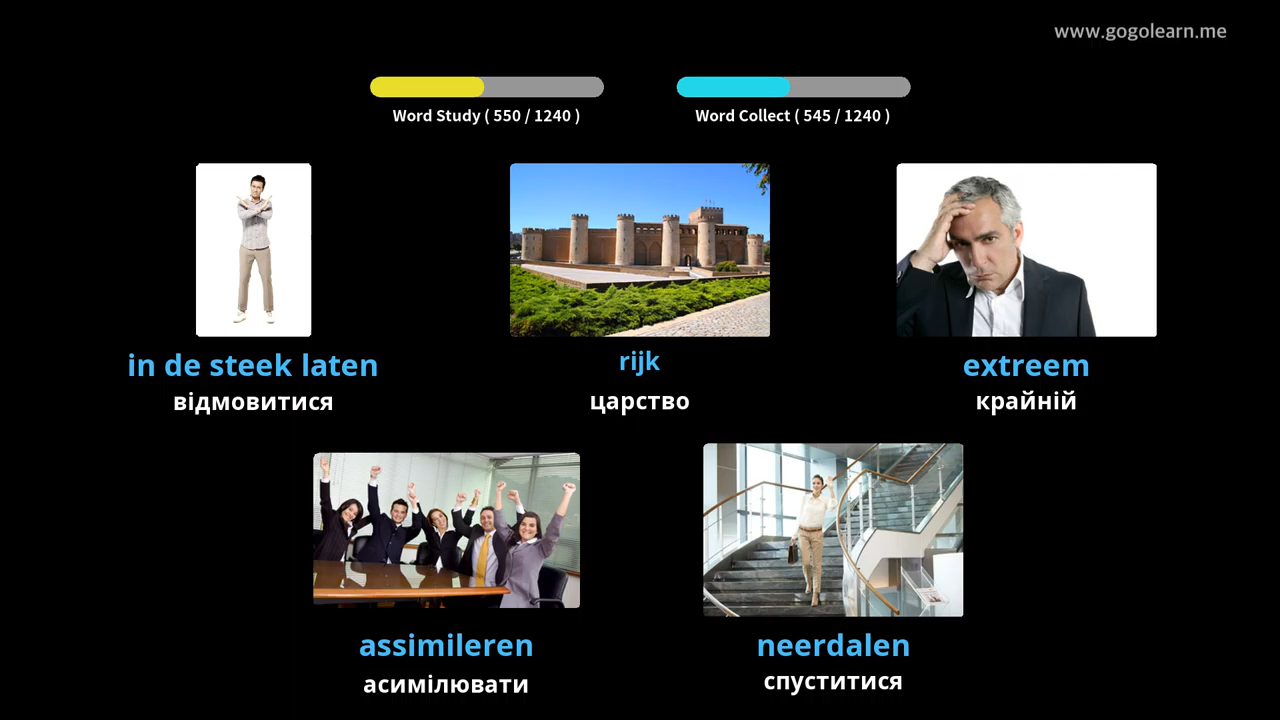 www.gogolearn.me
Word Study ( 550 / 1240 )
Word Collect ( 545 / 1240 )
in de steek laten
відмовитися
rijk
царство
extreem
крайній
assimileren
асимілювати
neerdalen
спуститися